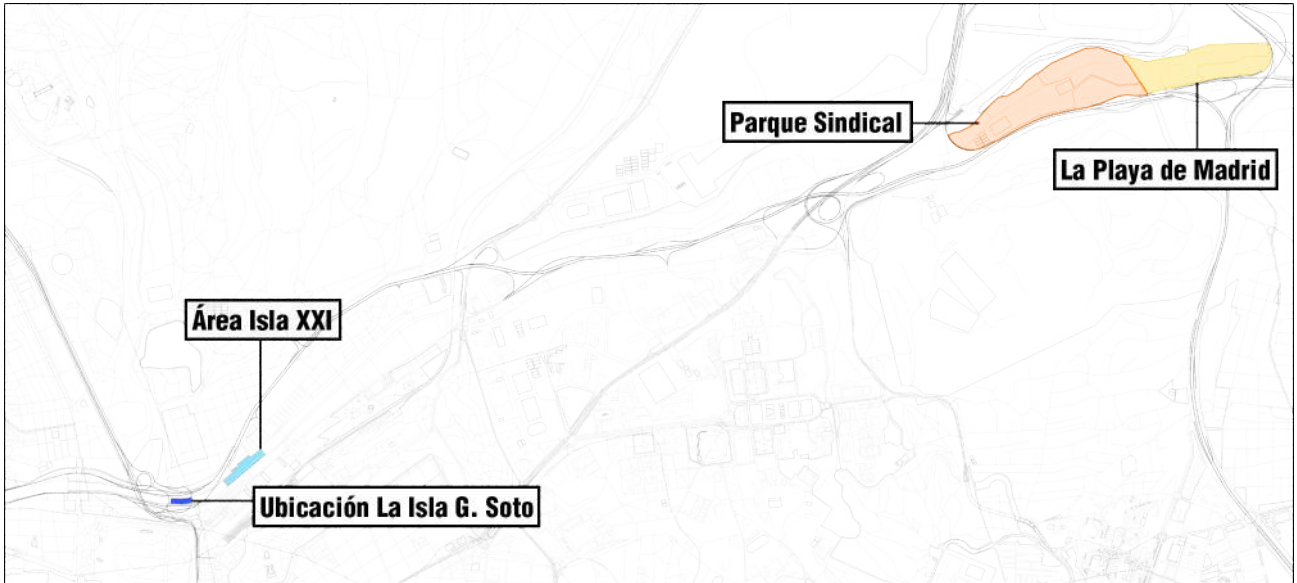 Parque Sindical
La Playa de Madrid
Área Isla XXI
Ubicación La Isla G. Soto